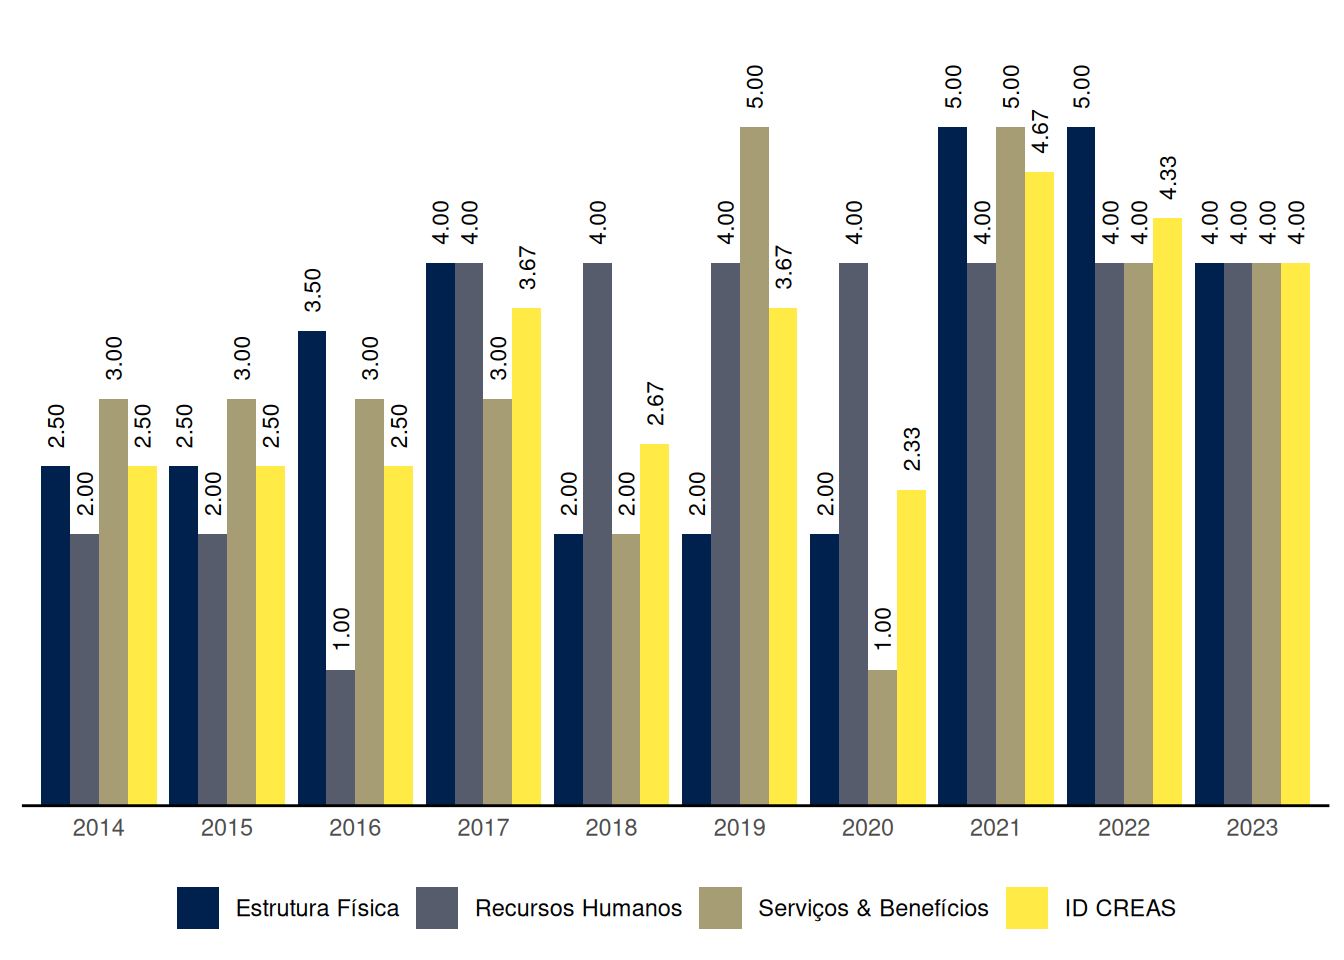 2.50 2.00 3.00 2.50 2.50 2.00 3.00 2.50 3.50 1.00 3.00 2.50 4.00 4.00 3.00 3.67 2.00 4.00 2.00 2.67 2.00 4.00 5.00 3.67 2.00 4.00 1.00 2.33 5.00 4.00 5.00 4.67 5.00 4.00 4.00 4.33 4.00 4.00 4.00 4.00
2014 2015 2016 2017 2018 2019 2020 2021 2022 2023
Estrutura Física Recursos Humanos Serviços & Benefícios ID CREAS